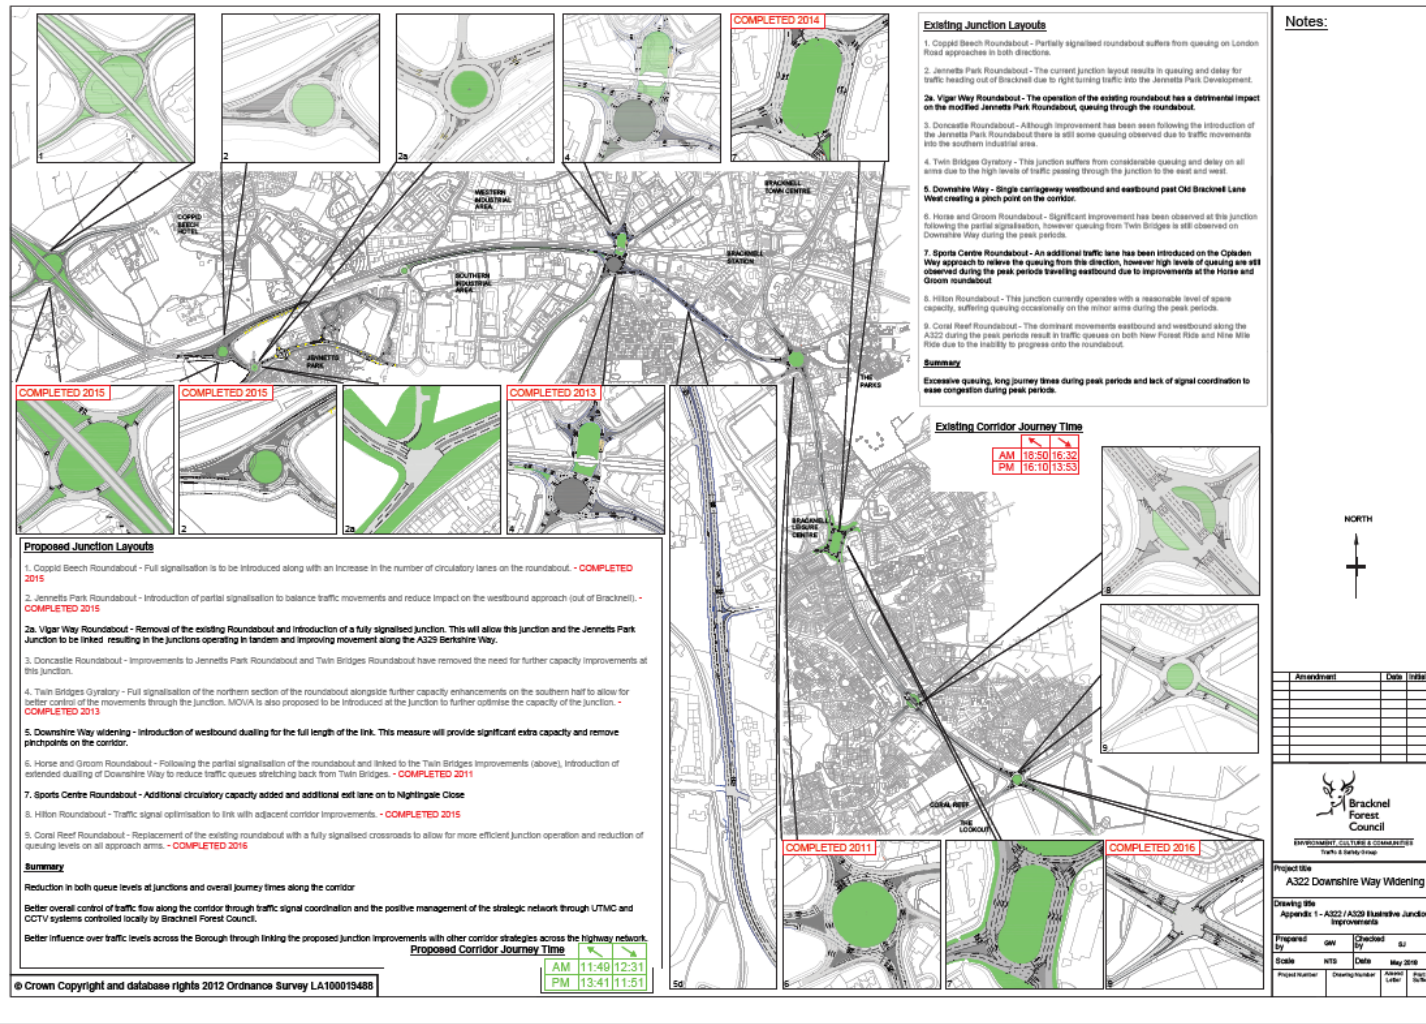 COMPLETED 2014
1
2
2a
4
7
Existing Junction Layouts
1. Coppid Beech Roundabout - Partially signalised roundabout suffers from queuing on London
Road approaches in both directions.
2. Jennetts Park Roundabout - The current junction layout results in queuing and delay for
traffic heading out of Bracknell due to right turning traffic into the Jennetts Park Development.
2a. Vigar Way Roundabout - The operation of the existing roundabout has a detrimental impact
on the modified Jennetts Park Roundabout, queuing through the roundabout.
3. Doncastle Roundabout - Although improvement has been seen following the introduction of
the Jennetts Park Roundabout there is still some queuing observed due to traffic movements
into the southern industrial area.
4. Twin Bridges Gyratory - This junction suffers from considerable queuing and delay on all
arms due to the high levels of traffic passing through the junction to the east and west.
5. Downshire Way - Single carriageway westbound and eastbound past Old Bracknell Lane
West creating a pinch point on the corridor.
6. Horse and Groom Roundabout - Significant improvement has been observed at this junction
following the partial signalisation, however queuing from Twin Bridges is still observed on
Downshire Way during the peak periods.
7. Sports Centre Roundabout - An additional traffic lane has been introduced on the Opladen
Way approach to relieve the queuing from this direction, however high levels of queuing are still
observed during the peak periods travelling eastbound due to improvements at the Horse and
Groom roundabout
8. Hilton Roundabout - This junction currently operates with a reasonable level of spare
capacity, suffering queuing occasionally on the minor arms during the peak periods.
9. Coral Reef Roundabout - The dominant movements eastbound and westbound along the
A322 during the peak periods result in traffic queues on both New Forest Ride and Nine Mile
Ride due to the inability to progress onto the roundabout.
Summary
Excessive queuing, long journey times during peak periods and lack of signal coordination to
ease congestion during peak periods.
Notes:
COPPID
BEECH
HOTEL
WESTERN
INDUSTRIAL
AREA
BRACKNELL
TOWN CENTRE
BRACKNELL
STATION
SOUTHERN
INDUSTRIAL
AREA
JENNETTS
PARK
THE
PARKS
BRACKNELL
LEISURE
CENTRE
CORAL REEF
THE
LOOKOUT
Existing Corridor Journey Time
AM 18:50 16:32
PM 16:10 13:53
COMPLETED 2015
COMPLETED 2015
COMPLETED 2013
1
2
2a
4
8
9
NORTH
Proposed Junction Layouts
1. Coppid Beech Roundabout - Full signalisation is to be introduced along with an increase in the number of circulatory lanes on the roundabout. - COMPLETED
2015
2. Jennetts Park Roundabout - Introduction of partial signalisation to balance traffic movements and reduce impact on the westbound approach (out of Bracknell). -
COMPLETED 2015
2a. Vigar Way Roundabout - Removal of the existing Roundabout and introduction of a fully signalised junction. This will allow this junction and the Jennetts Park
Junction to be linked resulting in the junctions operating in tandem and improving movement along the A329 Berkshire Way.
3. Doncastle Roundabout - Improvements to Jennetts Park Roundabout and Twin Bridges Roundabout have removed the need for further capacity improvements at
this junction.
4. Twin Bridges Gyratory - Full signalisation of the northern section of the roundabout alongside further capacity enhancements on the southern half to allow for
better control of the movements through the junction. MOVA is also proposed to be introduced at the junction to further optimise the capacity of the junction. -
COMPLETED 2013
5. Downshire Way widening - Introduction of westbound dualling for the full length of the link. This measure will provide significant extra capacity and remove
pinchpoints on the corridor.
6. Horse and Groom Roundabout - Following the partial signalisation of the roundabout and linked to the Twin Bridges improvements (above), introduction of
extended dualling of Downshire Way to reduce traffic queues stretching back from Twin Bridges. - COMPLETED 2011
7. Sports Centre Roundabout - Additional circulatory capacity added and additional exit lane on to Nightingale Close
8. Hilton Roundabout - Traffic signal optimisation to link with adjacent corridor improvements. - COMPLETED 2015
9. Coral Reef Roundabout - Replacement of the existing roundabout with a fully signalised crossroads to allow for more efficient junction operation and reduction of
queuing levels on all approach arms. - COMPLETED 2016
Summary
Reduction in both queue levels at junctions and overall journey times along the corridor
Better overall control of traffic flow along the corridor through traffic signal coordination and the positive management of the strategic network through UTMC and
CCTV systems controlled locally by Bracknell Forest Council.
Better influence over traffic levels across the Borough through linking the proposed junction improvements with other corridor strategies across the highway network.
Proposed Corridor Journey Time
AM 11:49 12:31
PM 13:41 11:51
© Crown Copyright and database rights 2012 Ordnance Survey LA100019488
5d
COMPLETED 2011
6
7
COMPLETED 2016
9
Amendment Date Initial
Bracknell
Forest
Council
ENVIRONMENT, CULTURE & COMMUNITIES
Traffic & Safety Group
Project title
A322 Downshire Way Widening
Drawing title
Appendix 1 - A322 / A329 Illustrative Junctio
Improvements
Prepared by GW Checked by SJ
Scale NTS Date May 2018
Project Number Drawing Number Amend Letter